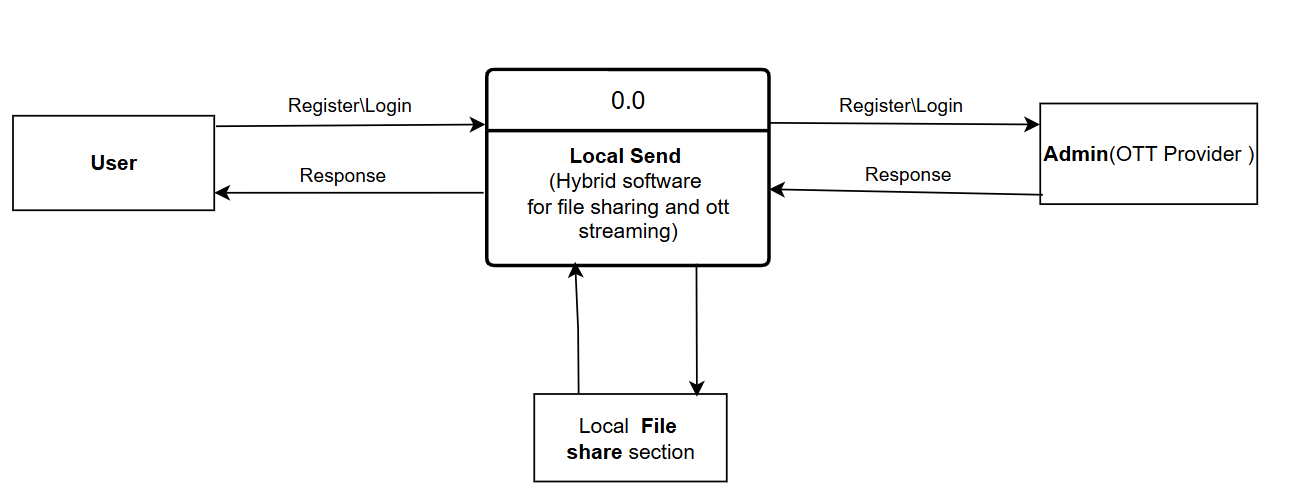 0.0
Register\Login
Register\Login
User
Local Send
(Hybrid software
for file sharing and ott
streaming)
Admin(OTT Provider )
Response
Response
Local File
share section